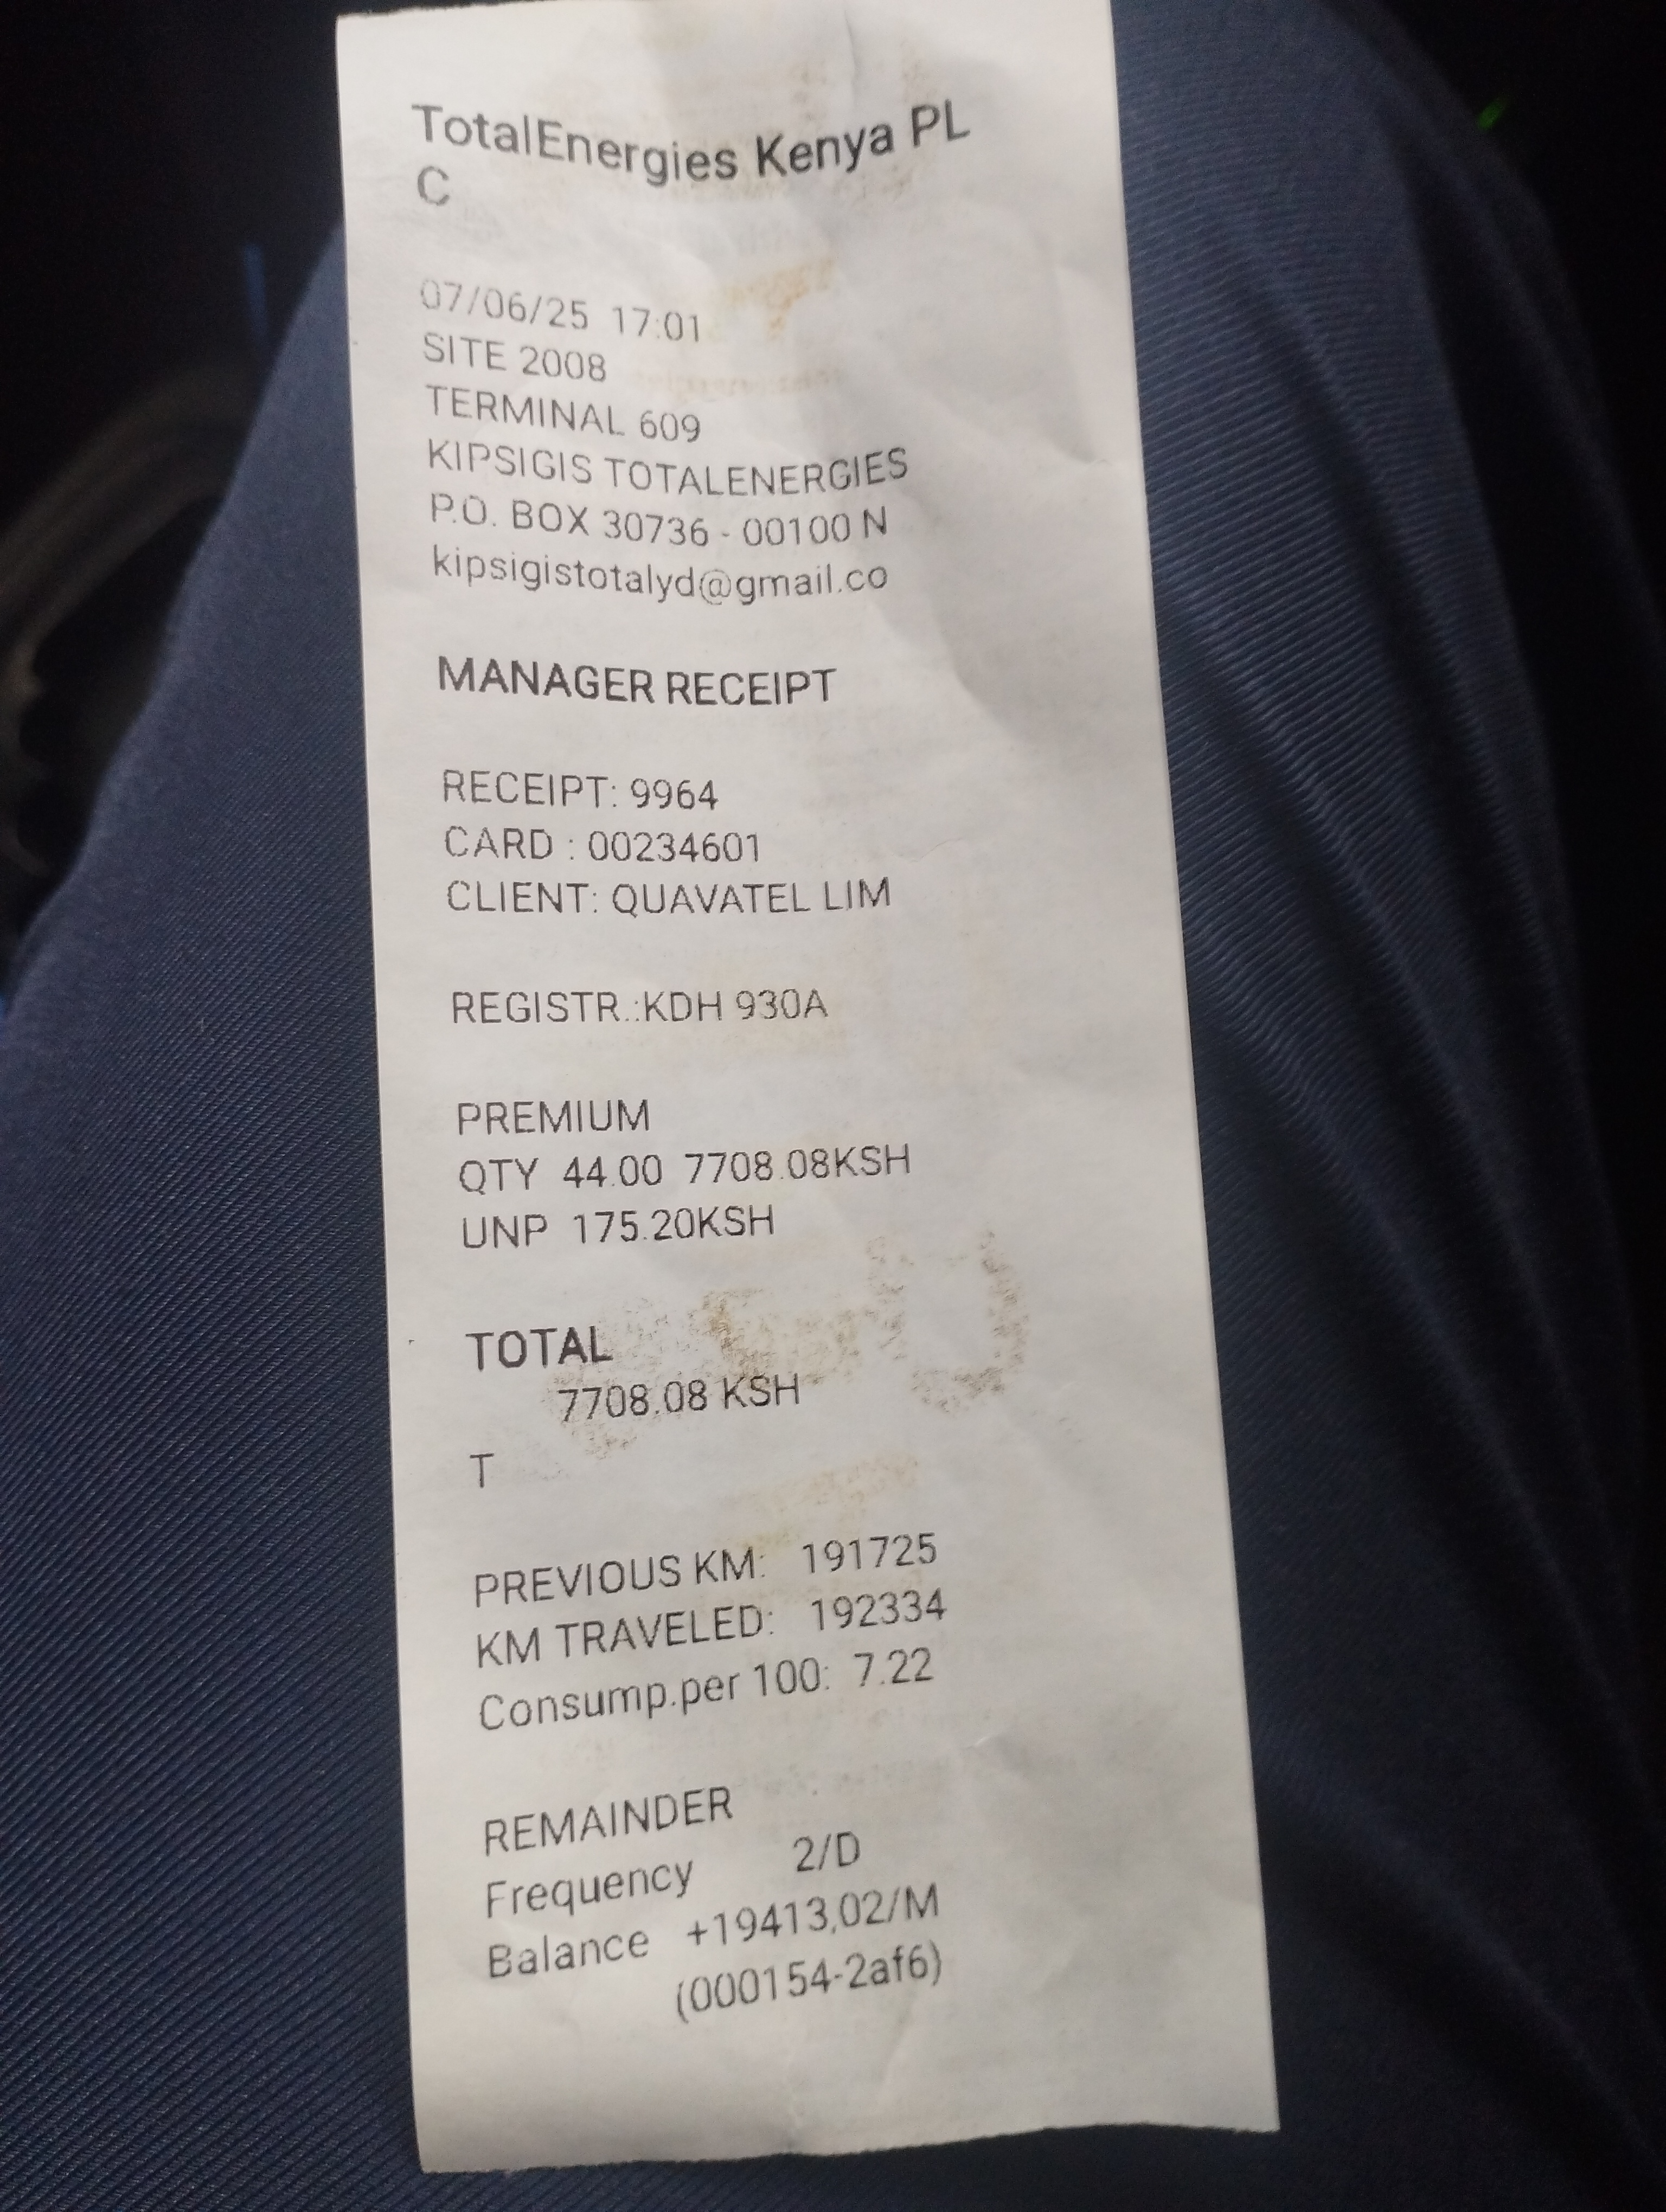 TotalEnergies Kenya PL
C
07/06/25 17:01
SITE 2008
TERMINAL 609
KIPSIGIS TOTALENERGIES
P.O. BOX 30736 - 00100 N
kipsigistotalyd@gmail.co
MANAGER RECEIPT
RECEIPT: 9964
CARD : 00234601
CLIENT: QUAVATEL LIM
REGISTR.:KDH 930A
PREMIUM
QTY 44.00 7708.08KSH
UNP 175.20KSH
TOTAL
7708.08 KSH
T
PREVIOUS KM: 191725
KM TRAVELED: 192334
Consump.per 100: 7.22
REMAINDER
Frequency 2/D
Balance +19413,02/M
(000154-2af6)